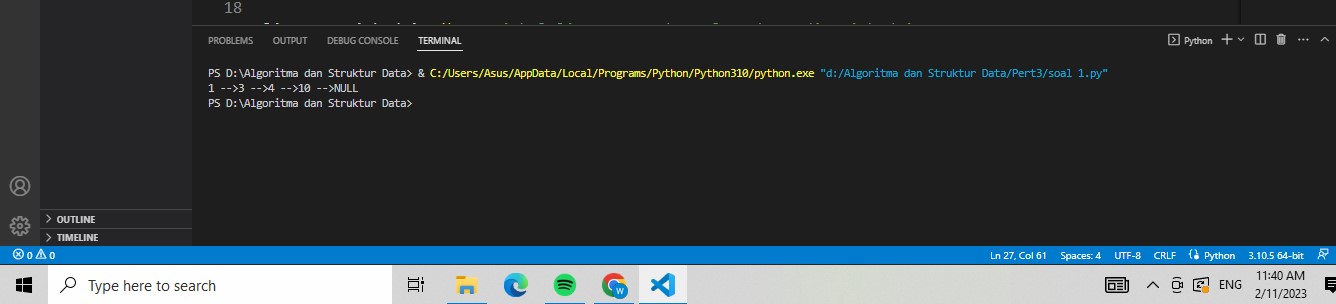 18
PROBLEMS OUTPUT DEBUG CONSOLE TERMINAL
Python
PS D:\Algoritma dan Struktur Data> & C:/Users/Asus/AppData/Local/Programs/Python/Python310/python.exe "d:/Algoritma dan Struktur Data/Pert3/soal 1.py"
1 -->3 -->4 -->10 -->NULL
PS D:\Algoritma dan Struktur Data>
OUTLINE
TIMELINE
0 0 Ln 27, Col 61 Spaces: 4 UTF-8 CRLF Python 3.10.5 64-bit
Type here to search
W
ENG
11:40 AM
2/11/2023